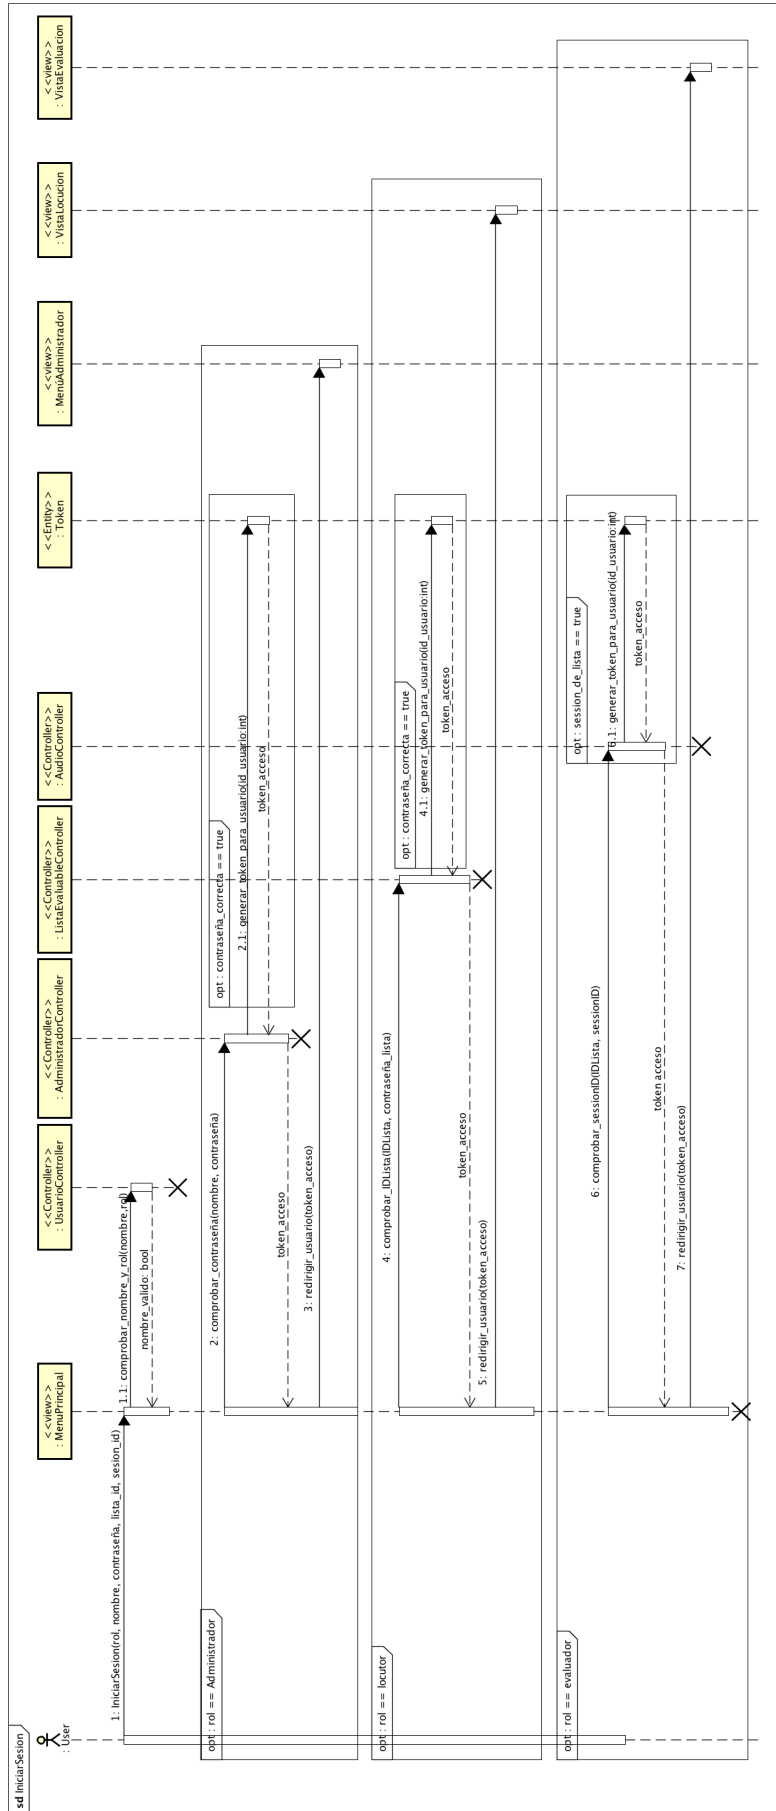 sd IniciarSesion
: User
<<view>>
: MenuPrincipal
<<Controller>>
: UsuarioController
<<Controller>>
: AdministradorController
<<Controller>>
: ListaEvaluableController
<<Controller>>
: AudioController
<<Entity>>
: Token
<<view>>
: MenúAdministrador
<<view>>
: VistaLocucion
<<view>>
: VistaEvaluacion
1: IniciarSesion(rol, nombre, contraseña, lista_id, sesion_id)
1.1: comprobar_nombre_y_rol(nombre,rol)
nombre_valido: bool
opt : rol == Administrador
2: comprobar_contraseña(nombre, contraseña)
opt : contraseña_correcta == true
2.1: generar_token_para_usuario(id_usuario:int)
token_acceso
token_acceso
3: redirigir_usuario(token_acceso)
opt : rol == locutor
4: comprobar_IDLista(IDLista, contraseña_lista)
opt : contraseña_correcta == true
4.1: generar_token_para_usuario(id_usuario:int)
token_acceso
token_acceso
5: redirigir_usuario(token_acceso)
opt : rol == evaluador
6: comprobar_sessionID(IDLista, sessionID)
opt : session_de_lista == true
6.1: generar_token_para_usuario(id_usuario:int)
token_acceso
token acceso
7: redirigir_usuario(token_acceso)